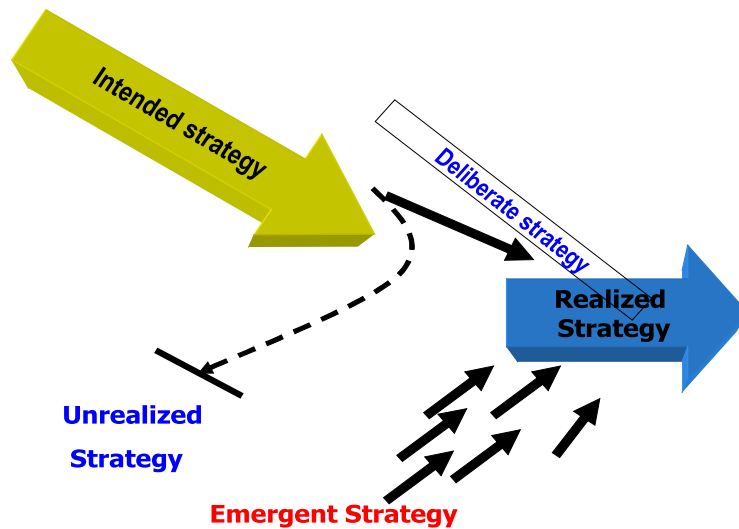 Intended strategy
Deliberate strategy
Realized
Strategy
Unrealized
Strategy
Emergent Strategy